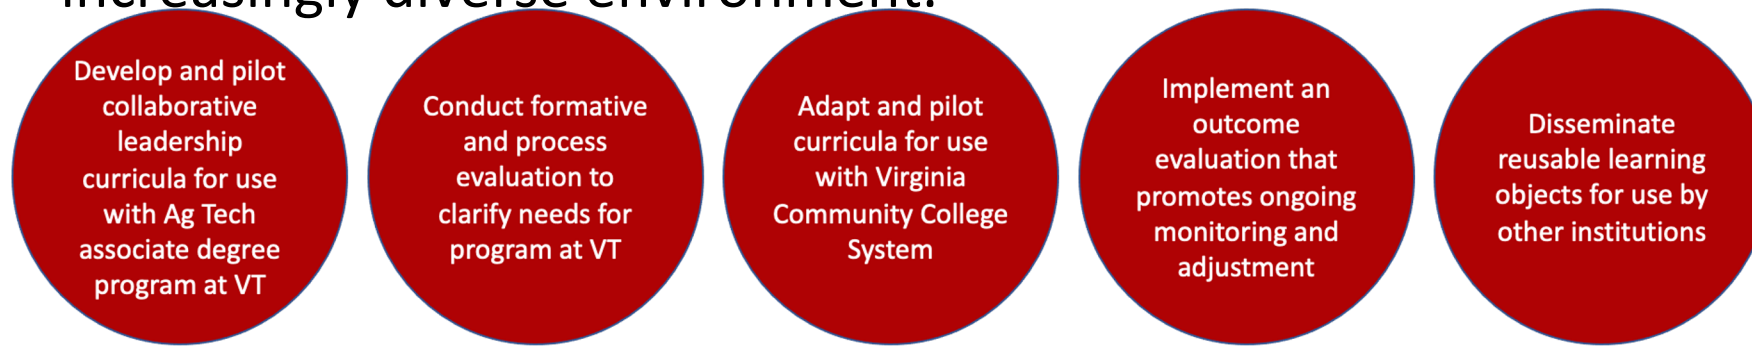 increasingly diverse environment.
Develop and pilot
collaborative
leadership
curricula for use
with Ag Tech
associate degree
program at VT
Conduct formative
and process
evaluation to
clarify needs for
program at VT
Adapt and pilot
curricula for use
with Virginia
Community College
System
Implement an
outcome
evaluation that
promotes ongoing
monitoring and
adjustment
Disseminate
reusable learning
objects for use by
other institutions